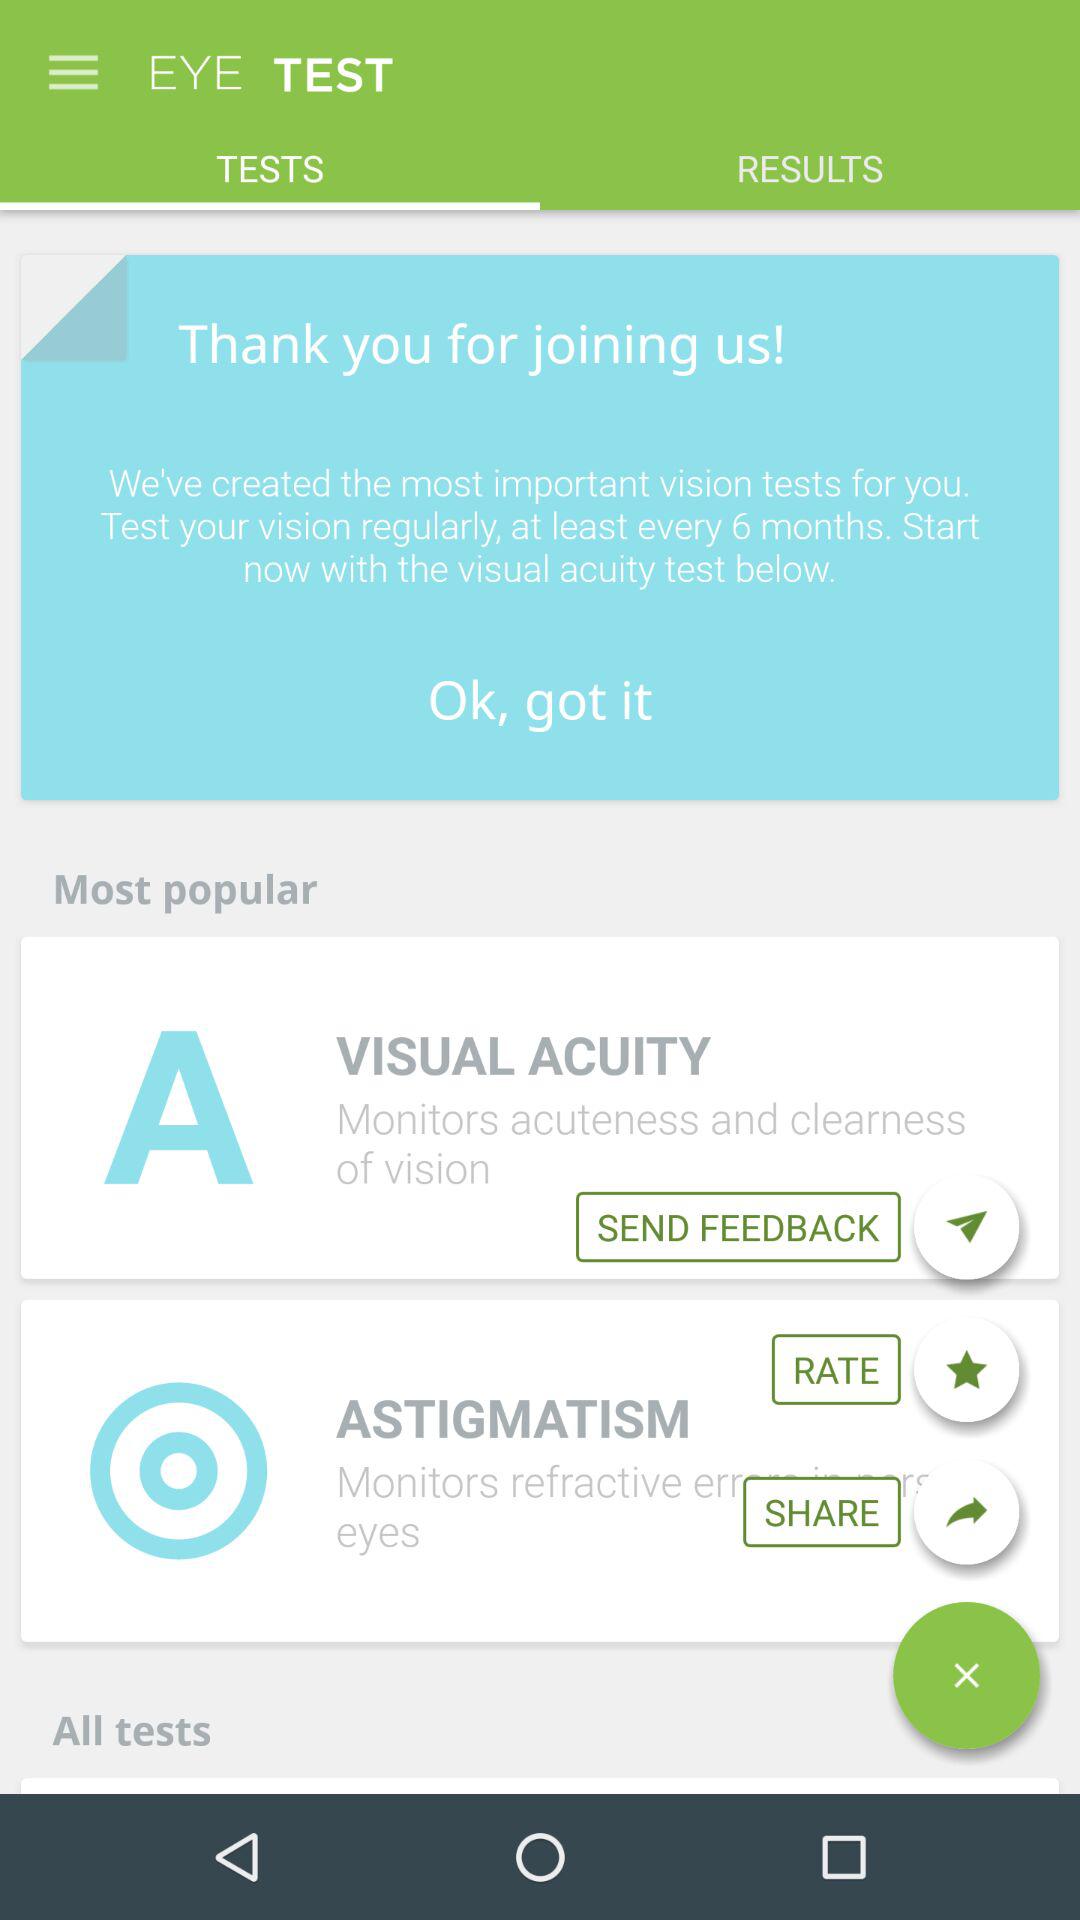 EYE TEST
TESTS
RESULTS
Thank you for joining us!
We've created the most important vision tests for you.
Test your vision regularly, at least every 6 months. Start
now with the visual acuity test below.
Ok, got it
Most popular
A
VISUAL ACUITY
Monitors acuteness and clearness
of vision
SEND FEEDBACK
RATE
ASTIGMATISM
Monitors refractive
eyes
SHARE
All tests